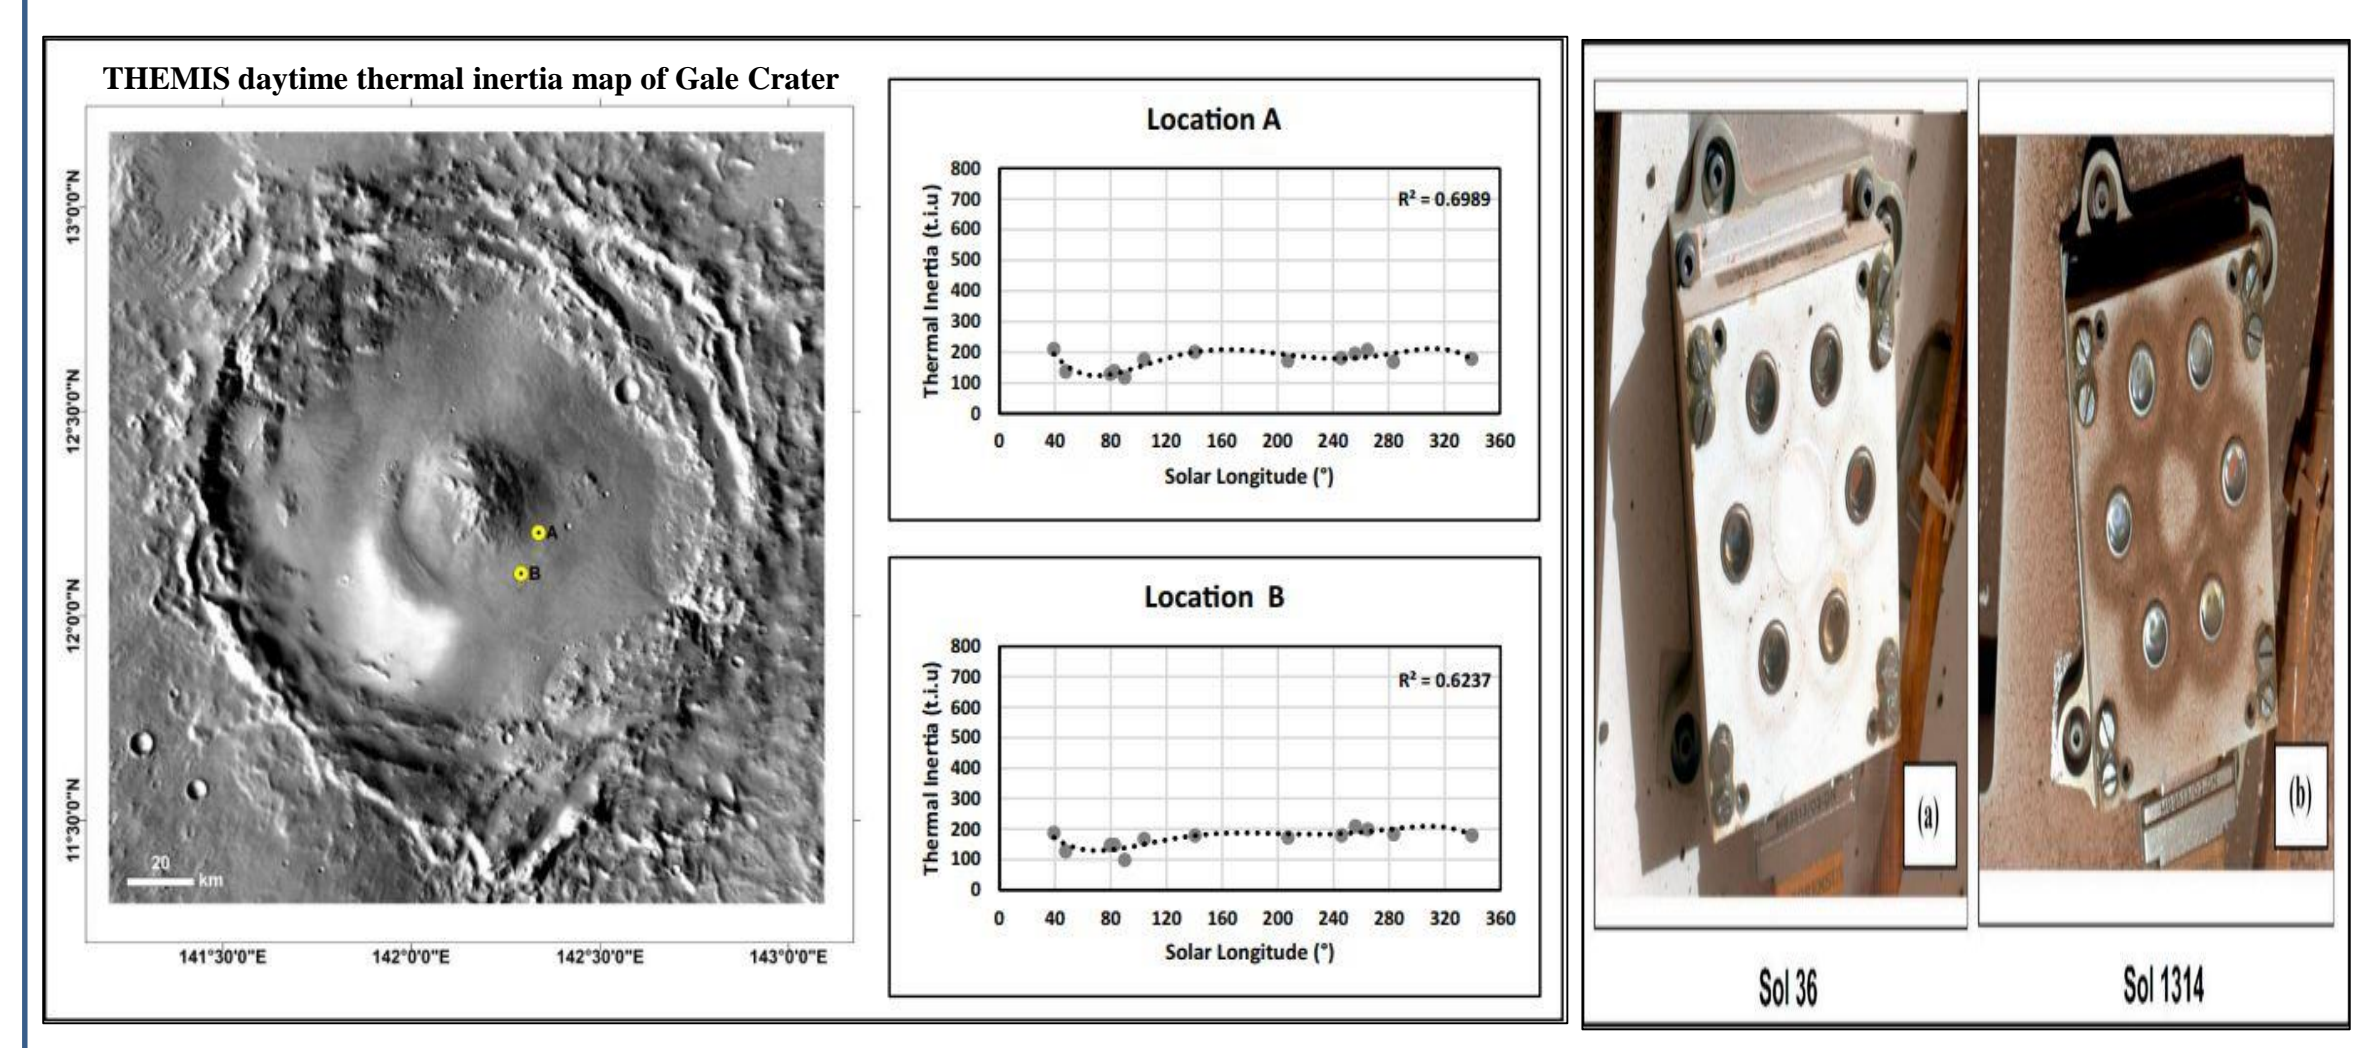 THEMIS daytime thermal inertia map of Gale Crater
13°0'0"N
12°30'0"N
12°0'0"N
11°30'0"N
A
B
20
km
141°30'0"E 142°0'0"E 142°30'0"E 143°0'0"E
Location A
R² = 0.6989
Thermal Inertia (t.i.u)
800
700
600
500
400
300
200
100
0
0 40 80 120 160 200 240 280 320 360
Solar Longitude (°)
Location B
R² = 0.6237
Thermal Inertia (t.i.u)
800
700
600
500
400
300
200
100
0
0 40 80 120 160 200 240 280 320 360
Solar Longitude (°)
(a)
(b)
Sol 36
Sol 1314